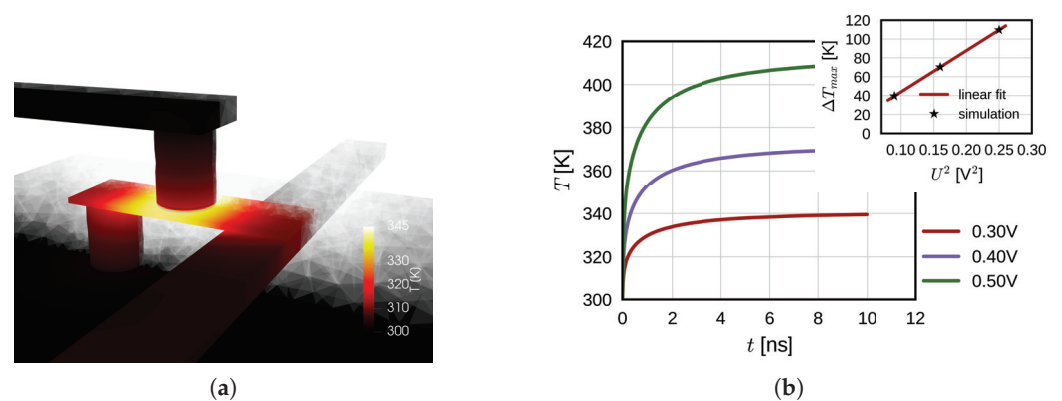 345
330
320
310
300
T (K)
(a)
420
400
380
360
340
320
300
T [K]
0 2 4 6 8 10 12
t [ns]
120
100
80
60
40
20
0
ΔTmax [K]
linear fit
simulation
0.10 0.15 0.20 0.25 0.30
U² [V²]
0.30V
0.40V
0.50V
(b)